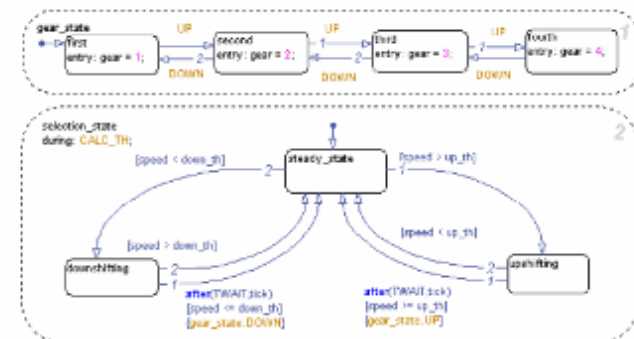 gear_state
1
first
entry: gear = 1;
UP
DOWN
2
second
entry: gear = 2;
1
UP
DOWN
2
third
entry: gear = 3;
1
UP
DOWN
fourth
entry: gear = 4;
selection_state
during: CALC_TH;
2
steady_state
[speed < down_th]
2
[speed > up_th]
1
[speed > down_th]
[speed < up_th]
downshifting
2
1
upshifting
2
1
after(TWAIT,tick)
[speed <= down_th]
{gear_state.DOWN}
after(TWAIT,tick)
[speed >= up_th]
{gear_state.UP}